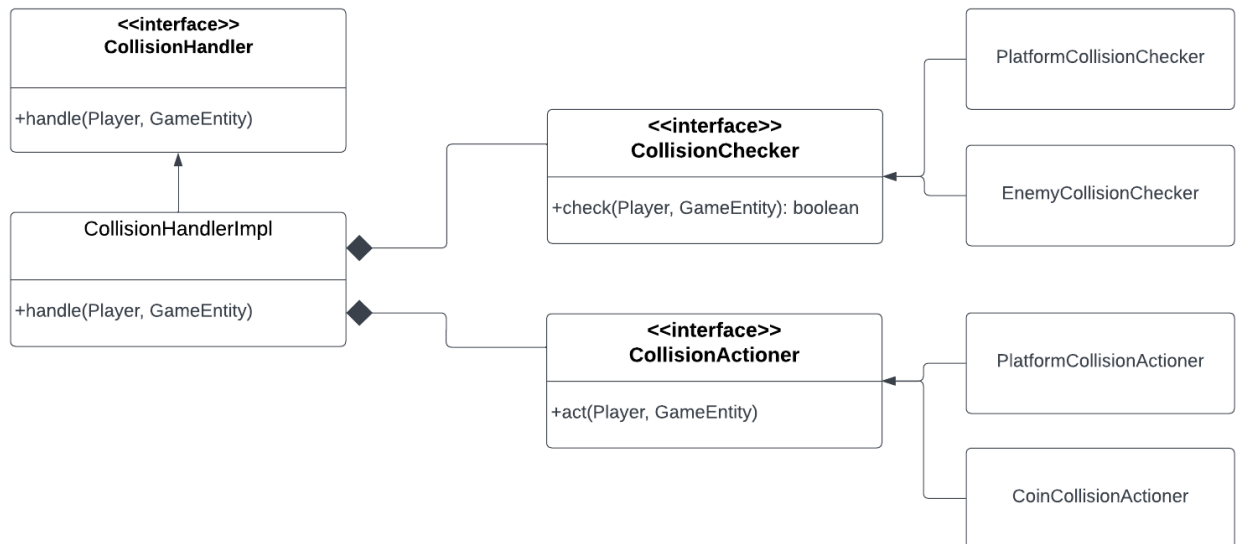 <<interface>>
CollisionHandler
+handle(Player, GameEntity)
CollisionHandlerImpl
+handle(Player, GameEntity)
<<interface>>
CollisionChecker
+check(Player, GameEntity): boolean
<<interface>>
CollisionActioner
+act(Player, GameEntity)
PlatformCollisionChecker
EnemyCollisionChecker
PlatformCollisionActioner
CoinCollisionActioner